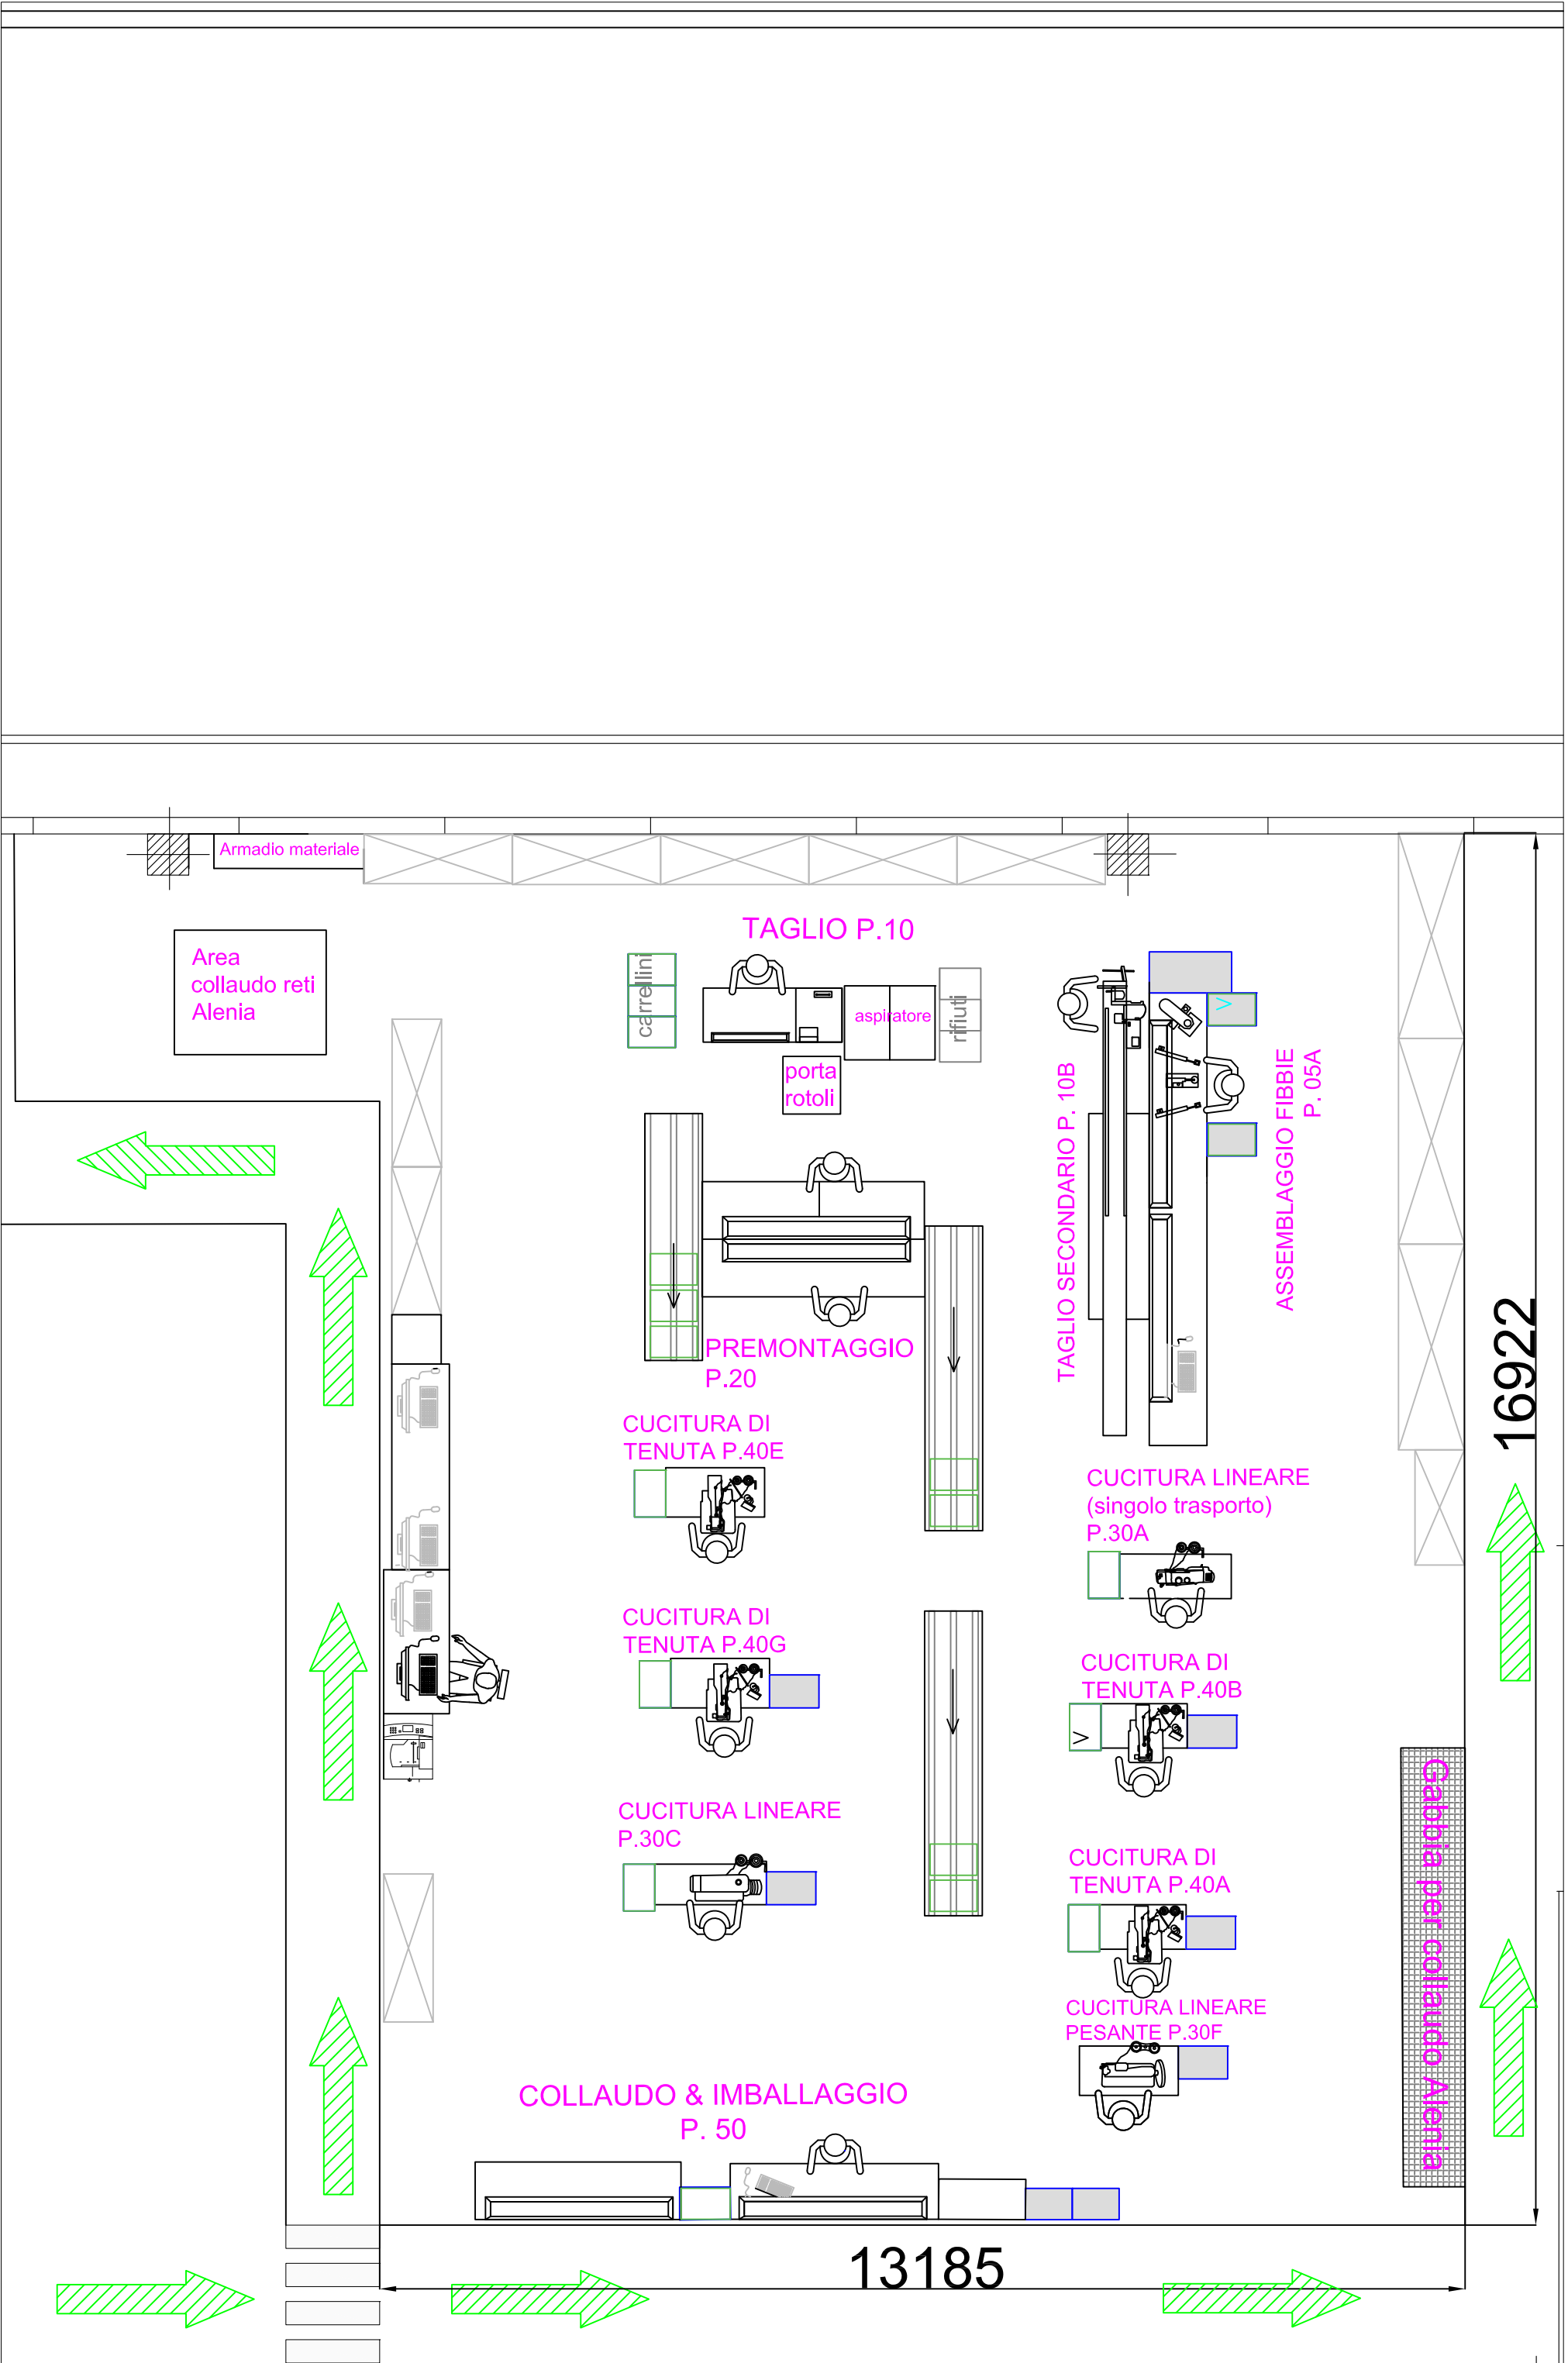 Armadio materiale
TAGLIO P.10
Area
collaudo reti
Alenia
carrellini
aspiratore
rifiuti
porta
rotoli
V
TAGLIO SECONDARIO P. 10B
ASSEMBLAGGIO FIBBIE
P. 05A
PREMONTAGGIO
P.20
16922
CUCITURA DI
TENUTA P.40E
CUCITURA LINEARE
(singolo trasporto)
P.30A
CUCITURA DI
TENUTA P.40G
CUCITURA DI
TENUTA P.40B
V
Gabbia per collaudo Alenia
CUCITURA LINEARE
P.30C
CUCITURA DI
TENUTA P.40A
CUCITURA LINEARE
PESANTE P.30F
COLLAUDO & IMBALLAGGIO
P. 50
13185